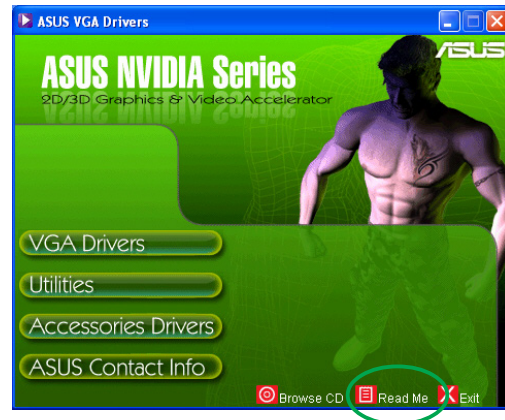 ASUS VGA Drivers
ASUS
ASUS NVIDIA Series
2D/3D Graphics & Video Accelerator
VGA Drivers
Utilities
Accessories Drivers
ASUS Contact Info
Browse CD Read Me Exit